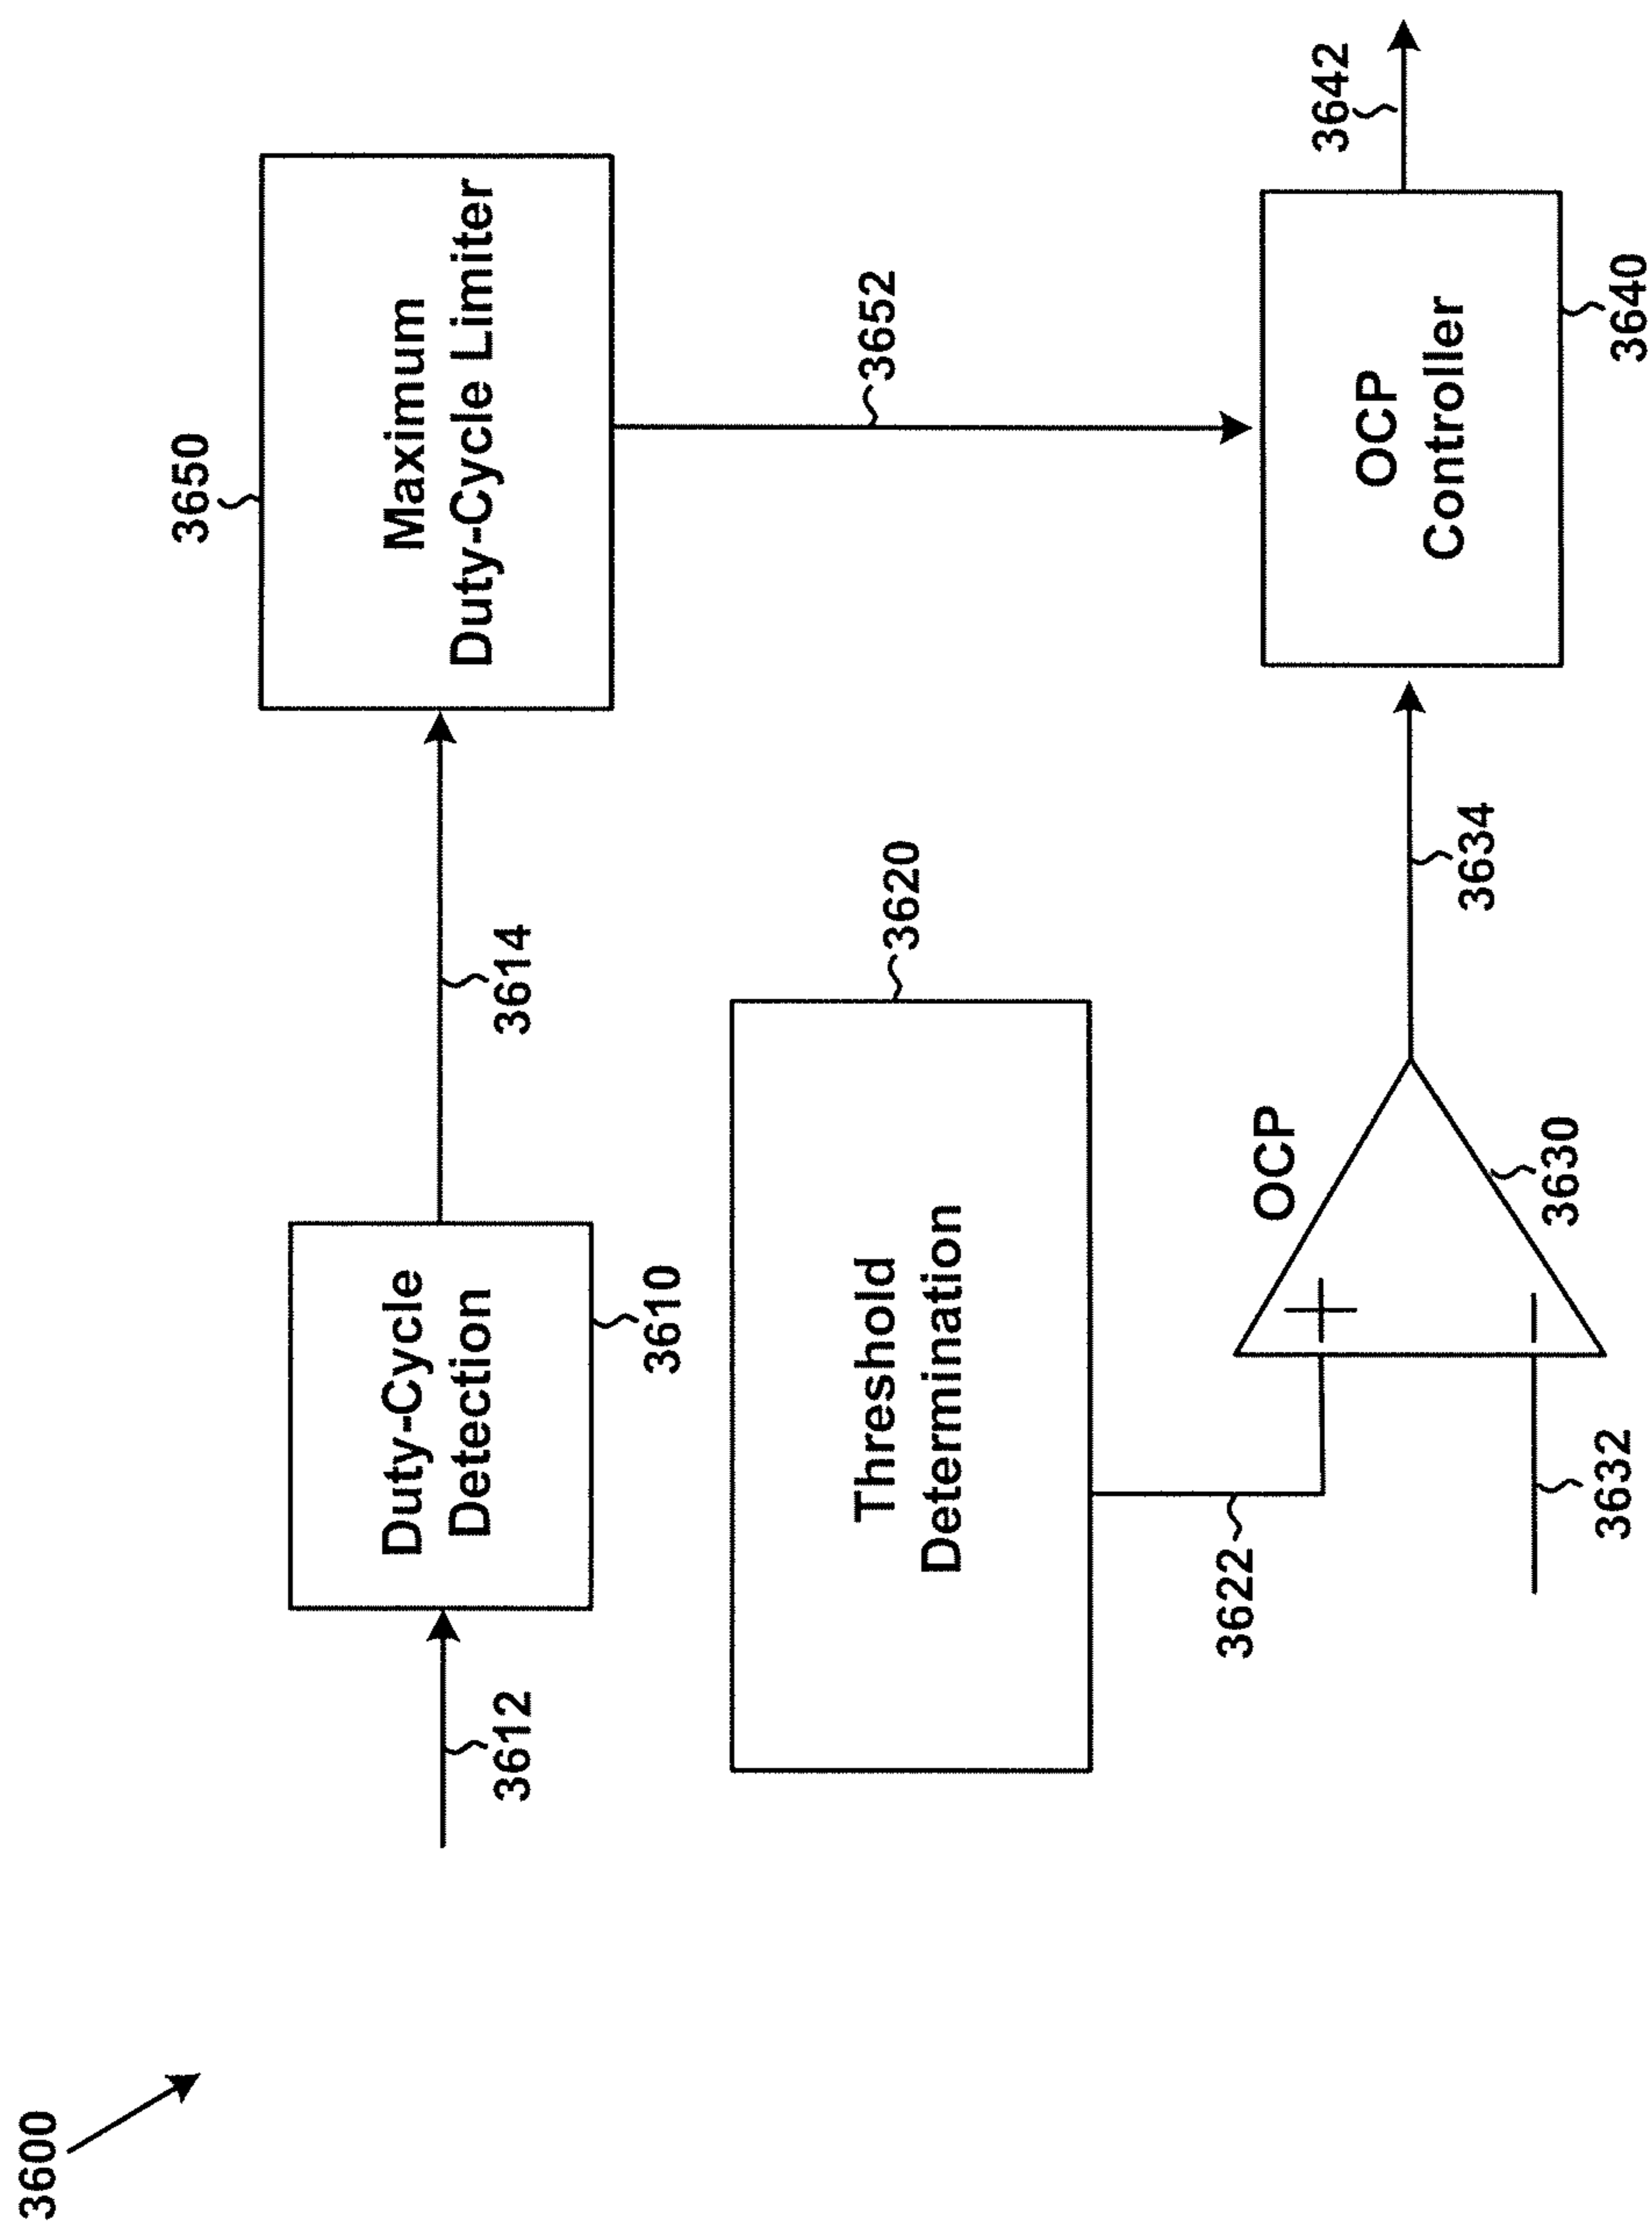 3600
3650
Maximum
Duty-Cycle Limiter
3612
Duty-Cycle
Detection
3610
3614
3652
Threshold
Determination
3620
3622
OCP
3630
3632
3634
OCP
Controller
3640
3642